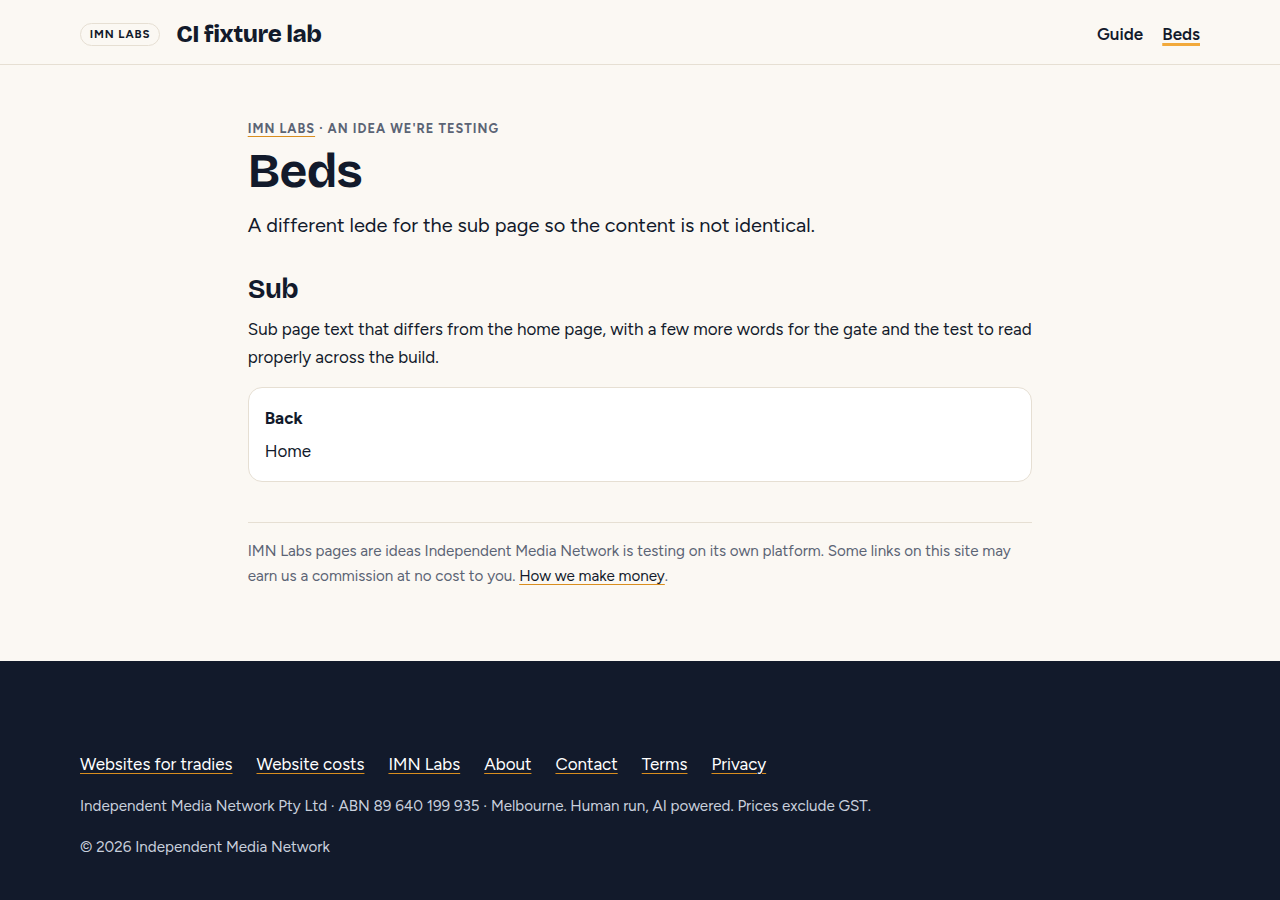 IMN LABS CI fixture lab Guide Beds
IMN LABS · AN IDEA WE'RE TESTING
Beds
A different lede for the sub page so the content is not identical.
Sub
Sub page text that differs from the home page, with a few more words for the gate and the test to read
properly across the build.
Back
Home
IMN Labs pages are ideas Independent Media Network is testing on its own platform. Some links on this site may
earn us a commission at no cost to you. How we make money.
Websites for tradies Website costs IMN Labs About Contact Terms Privacy
Independent Media Network Pty Ltd · ABN 89 640 199 935 · Melbourne. Human run, AI powered. Prices exclude GST.
© 2026 Independent Media Network